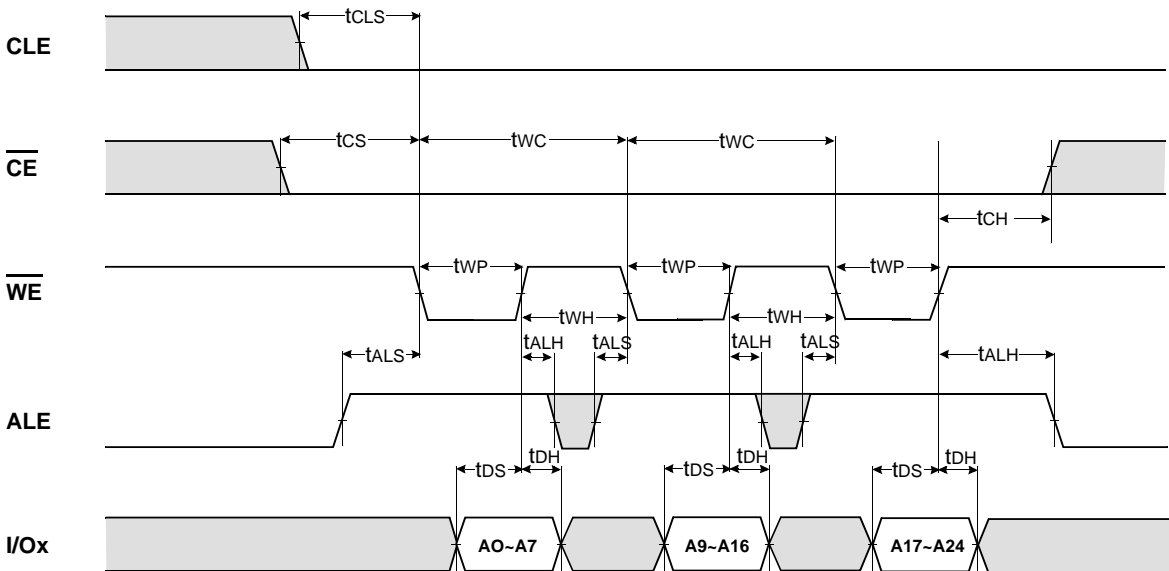 CLE
tCLS
CE
tCS
tWC
tWC
tCH
WE
tWP
tWP
tWP
tWH
tWH
tALS
tALH
tALS
tALH
tALS
tALH
ALE
tDS
tDH
tDS
tDH
tDS
tDH
I/Ox
AO~A7
A9~A16
A17~A24